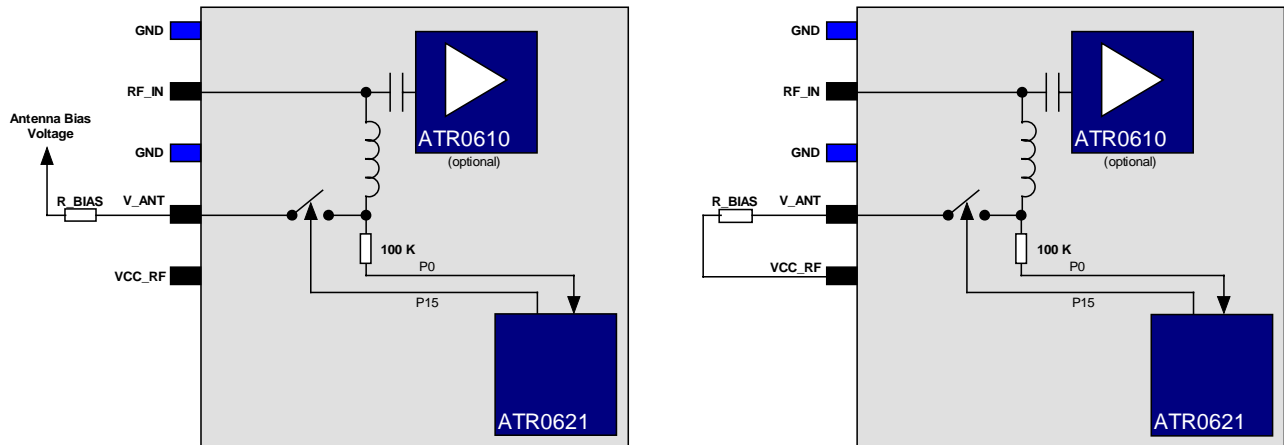 GND
RF_IN
Antenna Bias
Voltage
GND
R_BIAS
V_ANT
VCC_RF
ATR0610
(optional)
100 K
P0
P15
ATR0621
GND
RF_IN
GND
R_BIAS
V_ANT
VCC_RF
ATR0610
(optional)
100 K
P0
P15
ATR0621